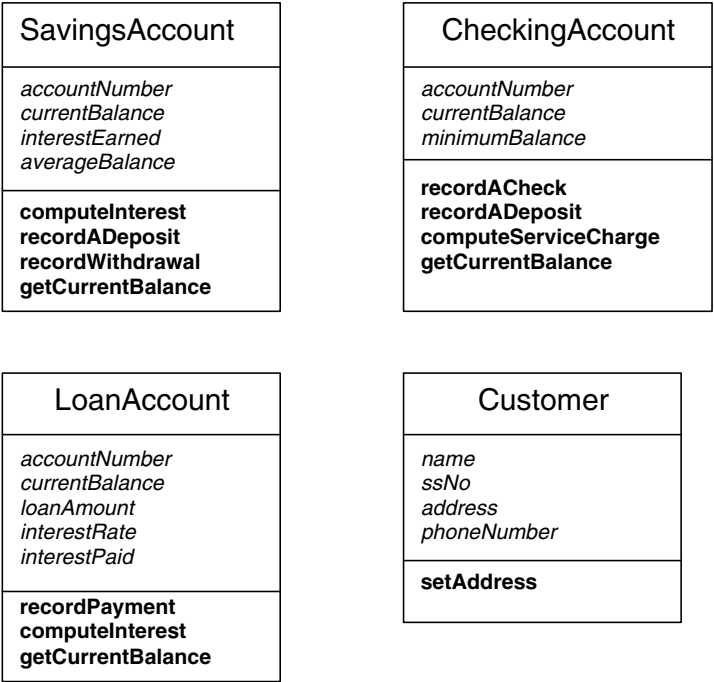 SavingsAccount
accountNumber
currentBalance
interestEarned
averageBalance
computeInterest
recordADeposit
recordWithdrawal
getCurrentBalance
CheckingAccount
accountNumber
currentBalance
minimumBalance
recordACheck
recordADeposit
computeServiceCharge
getCurrentBalance
LoanAccount
accountNumber
currentBalance
loanAmount
interestRate
interestPaid
recordPayment
computeInterest
getCurrentBalance
Customer
name
ssNo
address
phoneNumber
setAddress